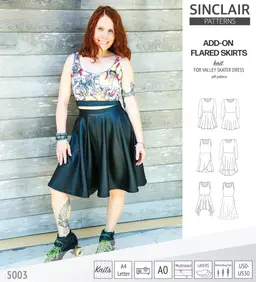 SINCLAIR
PATTERNS
ADD-ON
FLARED SKIRTS
knit
FOR VALLEY SKATER DRESS
pdf pattern
5003
Knits
A4
Letter
A0
LAYERS
US0-
US30